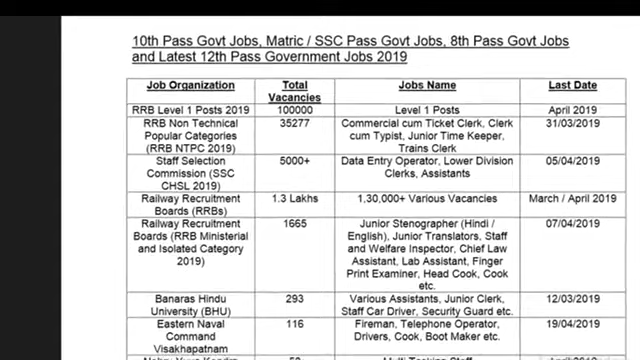 10th Pass Govt Jobs, Matric / SSC Pass Govt Jobs, 8th Pass Govt Jobs
and Latest 12th Pass Government Jobs 2019
Job Organization Total Vacancies Jobs Name Last Date
RRB Level 1 Posts 2019 100000 Level 1 Posts April 2019
RRB Non Technical 35277 Commercial cum Ticket Clerk, Clerk 31/03/2019
Popular Categories cum Typist, Junior Time Keeper,
(RRB NTPC 2019) Trains Clerk
Staff Selection 5000+ Data Entry Operator, Lower Division 05/04/2019
Commission (SSC Clerks, Assistants
CHSL 2019)
Railway Recruitment 1.3 Lakhs 1,30,000+ Various Vacancies March / April 2019
Boards (RRBs)
Railway Recruitment 1665 Junior Stenographer (Hindi / 07/04/2019
Boards (RRB Ministerial English), Junior Translators, Staff
and Isolated Category and Welfare Inspector, Chief Law
2019) Assistant, Lab Assistant, Finger
Print Examiner, Head Cook, Cook
etc.
Banaras Hindu 293 Various Assistants, Junior Clerk, 12/03/2019
University (BHU) Staff Car Driver, Security Guard etc.
Eastern Naval 116 Fireman, Telephone Operator, 19/04/2019
Command Drivers, Cook, Boot Maker etc.
Visakhapatnam